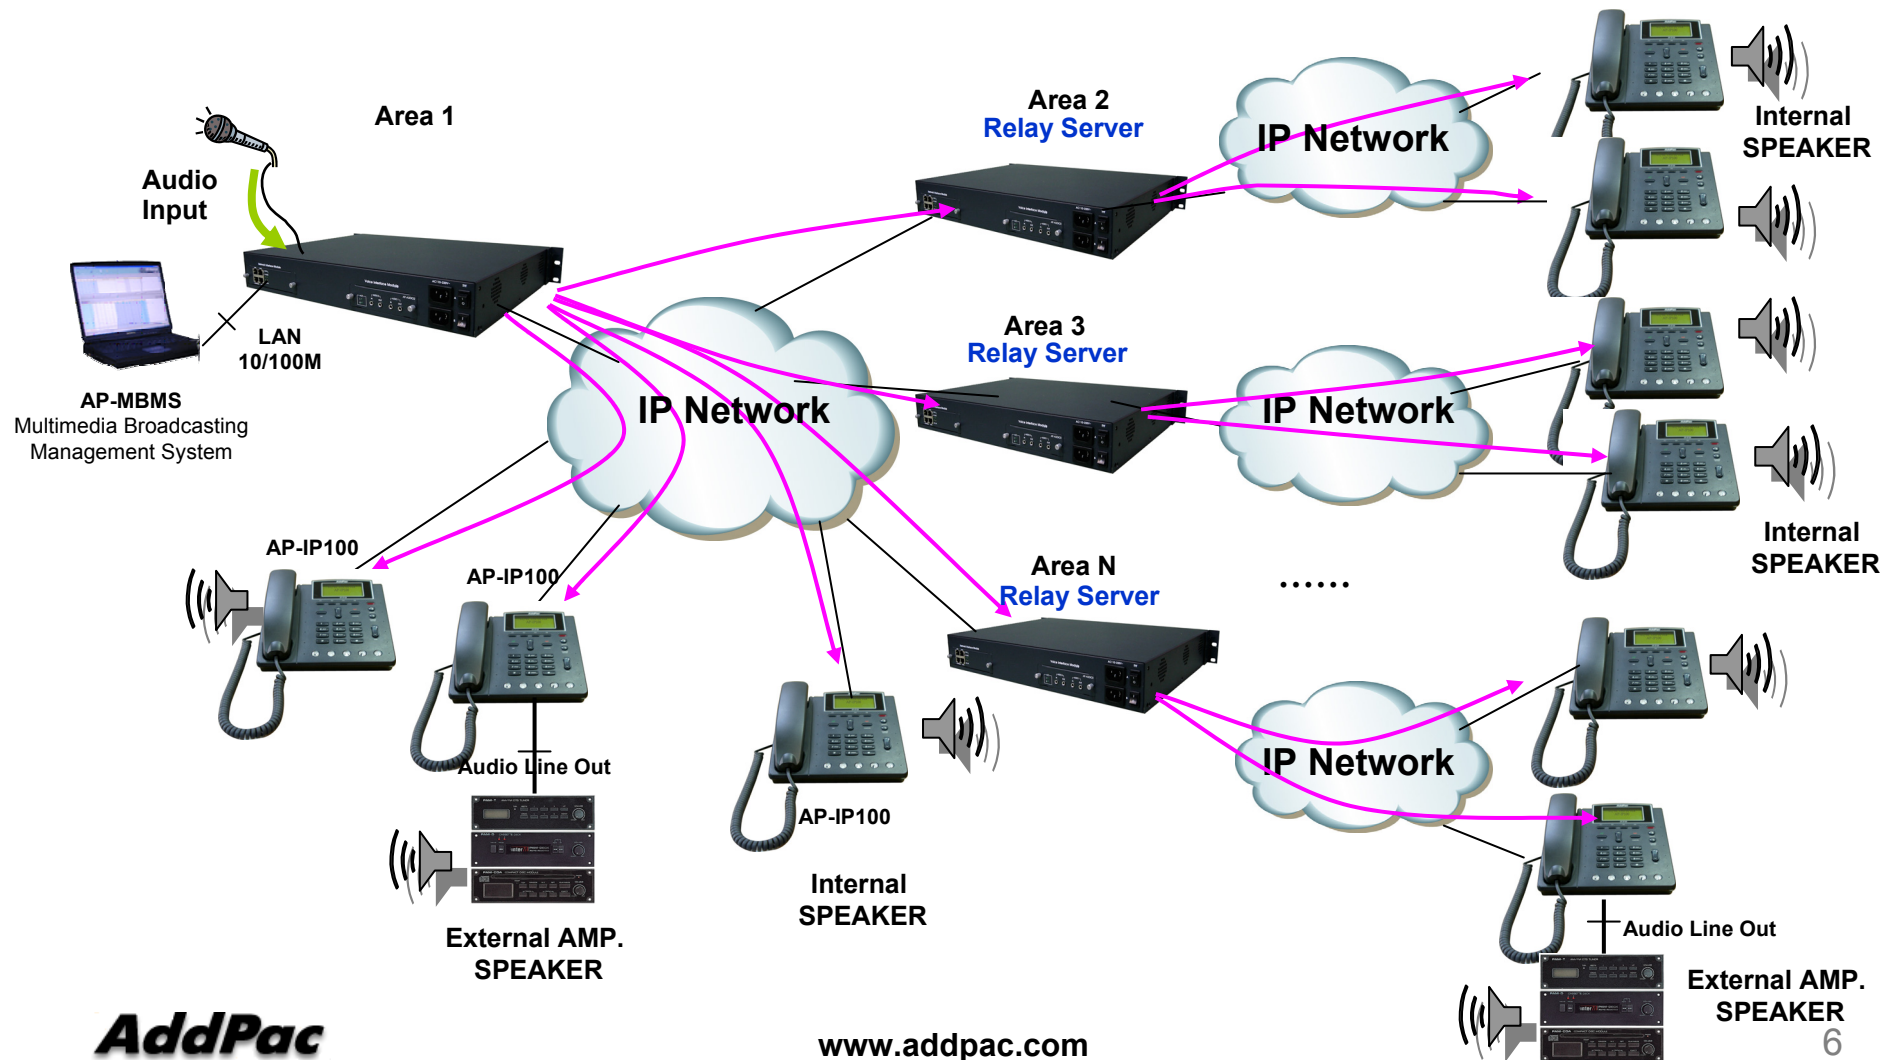 Area 1
Audio
Input
LAN
10/100M
AP-MBMS
Multimedia Broadcasting
Management System
IP Network
Area 2
Relay Server
IP Network
Internal
SPEAKER
Area 3
Relay Server
IP Network
Internal
SPEAKER
Area N
Relay Server
......
IP Network
AP-IP100
AP-IP100
Audio Line Out
External AMP.
SPEAKER
AP-IP100
Internal
SPEAKER
Audio Line Out
External AMP.
SPEAKER
AddPac
www.addpac.com
6